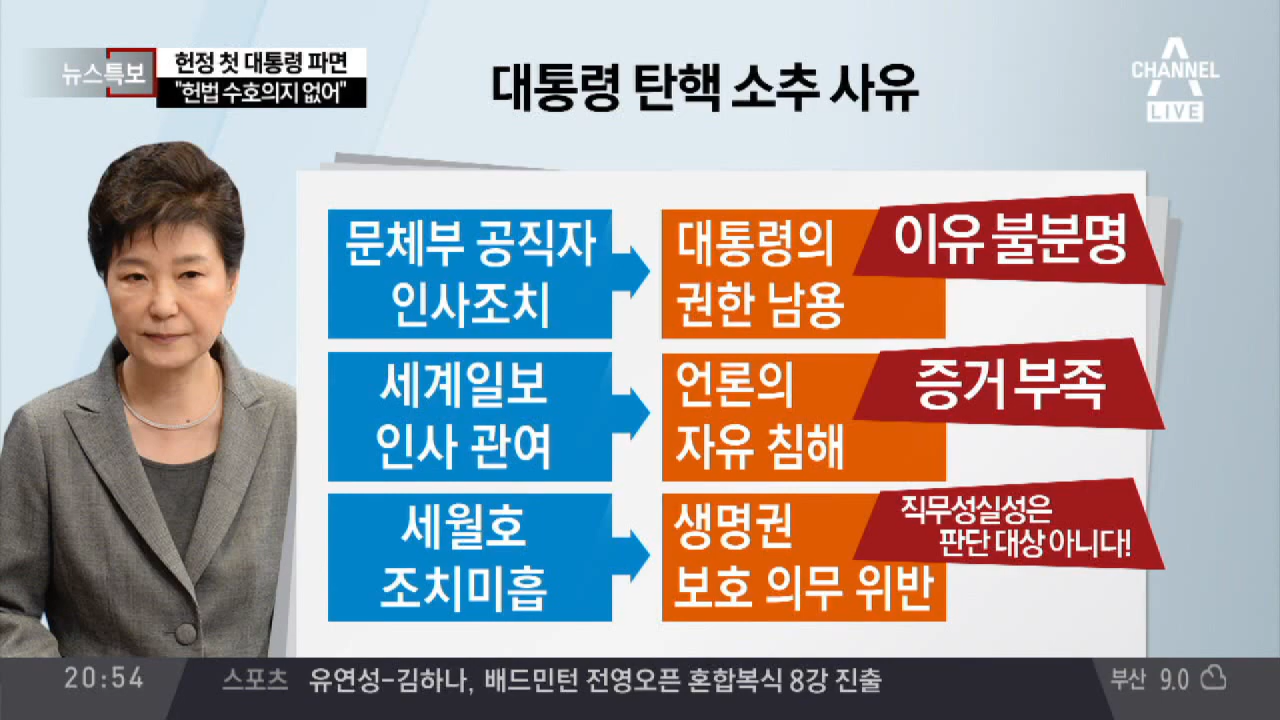 뉴스특보
헌정 첫 대통령 파면
"헌법 수호의지 없어"
대통령 탄핵 소추 사유
CHANNEL A
LIVE
문체부 공직자
인사조치
대통령의
권한 남용
이유 불분명
세계일보
인사 관여
언론의
자유 침해
증거 부족
세월호
조치미흡
생명권
보호 의무 위반
직무성실성은
판단 대상 아니다!
20:54
스포츠 유연성-김하나, 배드민턴 전영오픈 혼합복식 8강 진출
부산 9.0